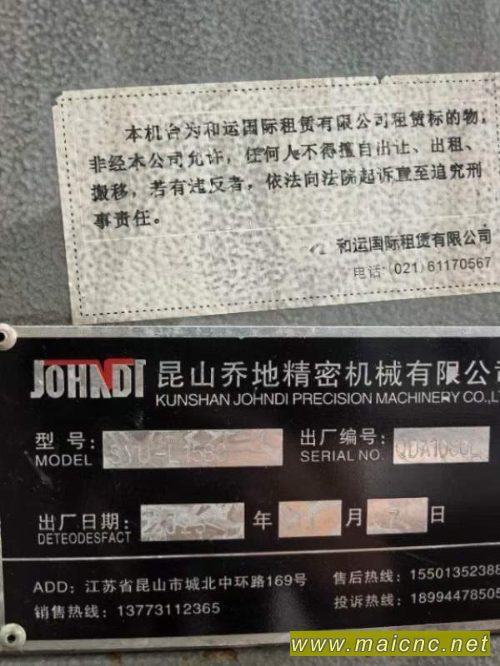 本机台为和运国际租赁有限公司租赁标的物,
非经本公司允许,任何人不得擅自出让、出租、
搬移,若有违反者,依法向法院起诉直至追究刑
事责任。
和运国际租赁有限公司
电话:(021)61170567
JOHNDI 昆山乔地精密机械有限公司
KUNSHAN JOHNDI PRECISION MACHINERY CO.,LT
型号: 出厂编号:
MODEL SERIAL NO.
出厂日期: 年 月 7 日
DETEODESFACT
ADD: 江苏省昆山市城北中环路169号 售后热线: 15501352388
销售热线: 13773112365 投诉热线: 18994478505
www.maicnc.net